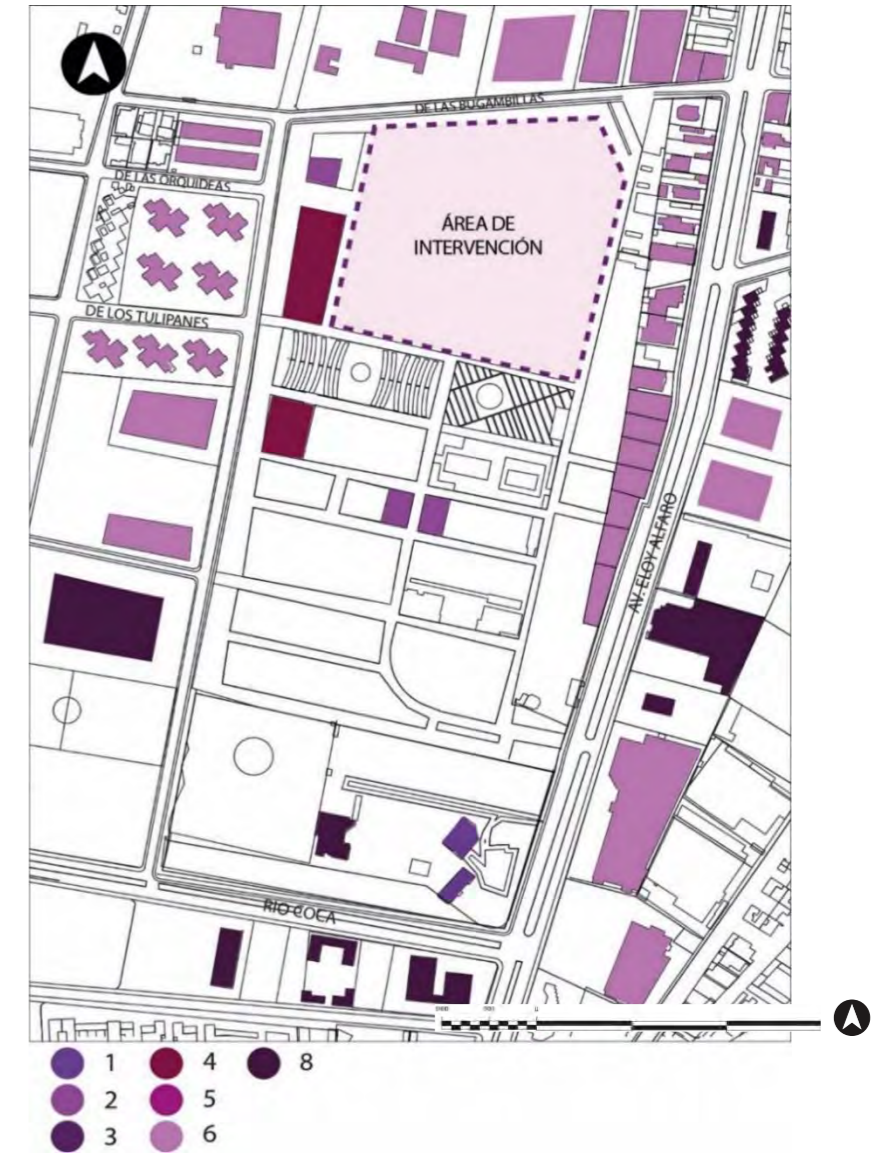 DE LAS BUGAMBILLAS
DE LAS ORQUIDEAS
ÁREA DE
INTERVENCIÓN
DE LOS TULIPANES
AV. ELOY ALFARO
RIO COCA
1
4
8
2
5
3
6